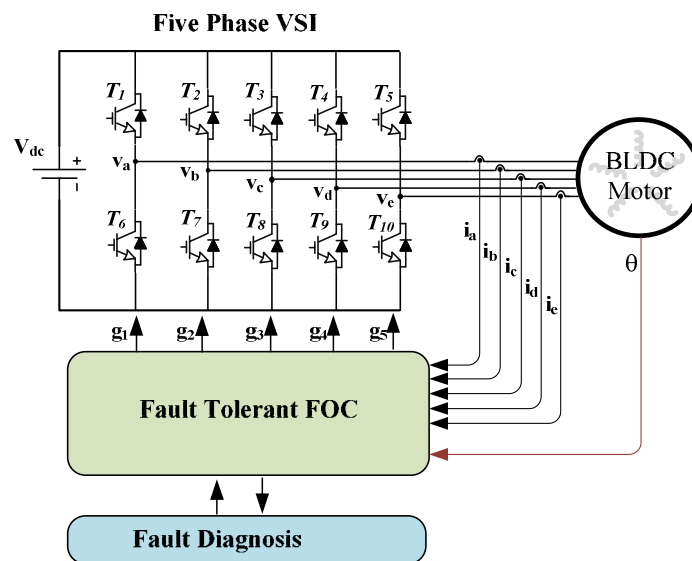 Five Phase VSI
T1 T2 T3 T4 T5
Vdc
+
-
va
vb
vc
vd
ve
T6 T7 T8 T9 T10
BLDC
Motor
θ
ia
ib
ic
id
ie
g1 g2 g3 g4 g5
Fault Tolerant FOC
Fault Diagnosis